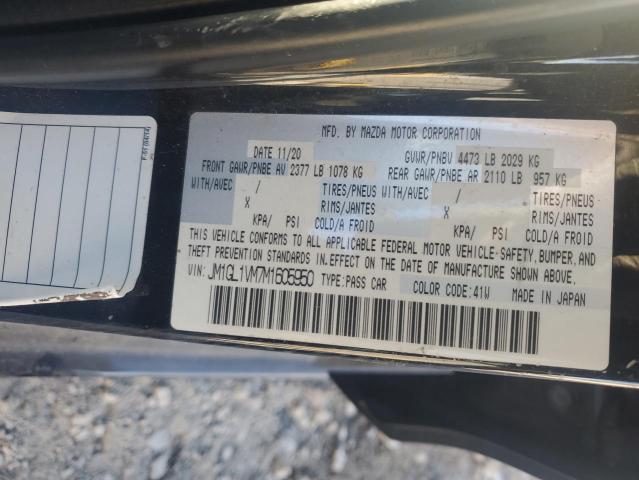 F-51 (04/14)
MFD. BY MAZDA MOTOR CORPORATION
DATE 11/20 GVWR/PNBV 4473 LB 2029 KG
FRONT GAWR/PNBE AV 2377 LB 1078 KG REAR GAWR/PNBE AR 2110 LB 957 KG
WITH/AVEC / TIRES/PNEUS WITH/AVEC / TIRES/PNEUS
X RIMS/JANTES X RIMS/JANTES
KPA/ PSI COLD/A FROID KPA/ PSI COLD/A FROID
THIS VEHICLE CONFORMS TO ALL APPLICABLE FEDERAL MOTOR VEHICLE-SAFETY, BUMPER, AND
THEFT PREVENTION STANDARDS IN.EFFECT ON THE DATE OF MANUFACTURE SHOWN ABOVE.
VIN: JM1GL1VM7M1605950 TYPE:PASS CAR COLOR CODE:41W MADE IN JAPAN